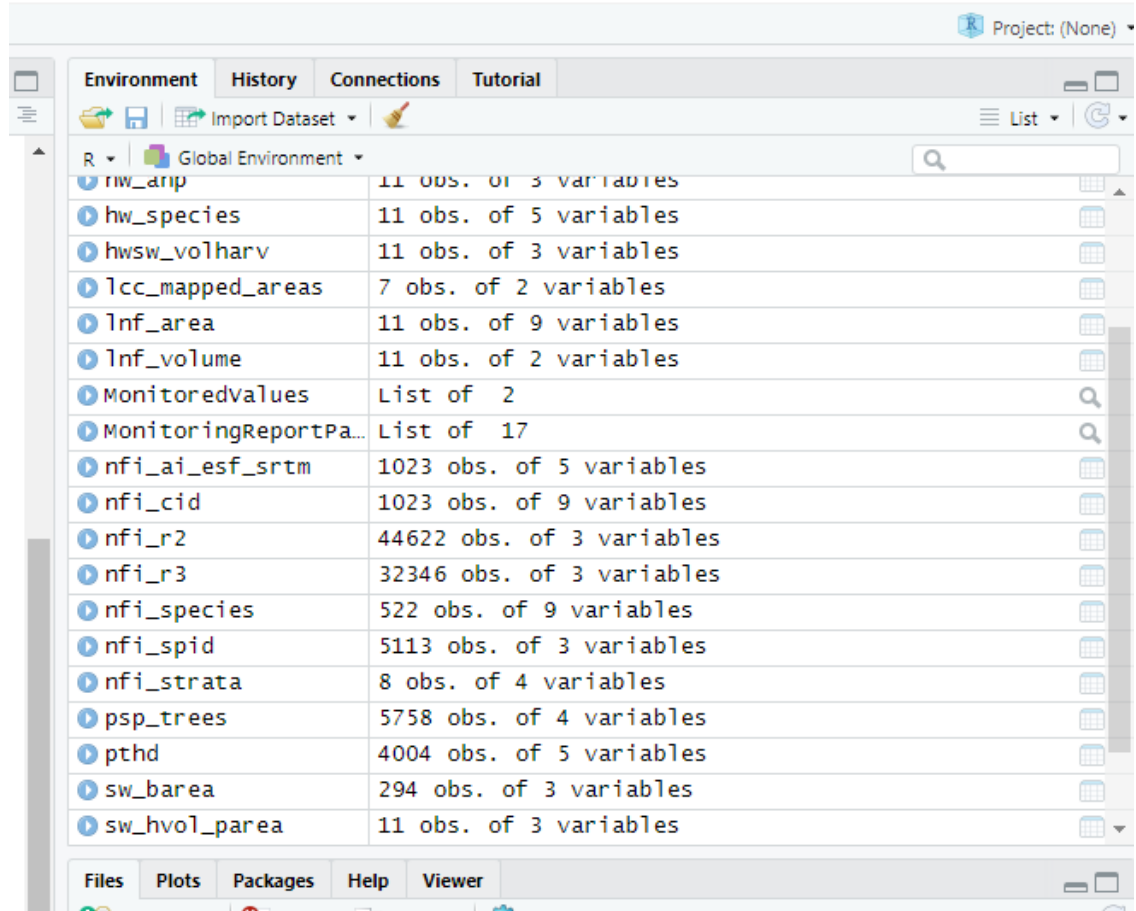 Project: (None)
Environment History Connections Tutorial
Import Dataset List
R Global Environment
hw_ahp 11 obs. of 3 variables
hw_species 11 obs. of 5 variables
hwsw_volharv 11 obs. of 3 variables
lcc_mapped_areas 7 obs. of 2 variables
lnf_area 11 obs. of 9 variables
lnf_volume 11 obs. of 2 variables
MonitoredValues List of 2
MonitoringReportPa… List of 17
nfi_ai_esf_srtm 1023 obs. of 5 variables
nfi_cid 1023 obs. of 9 variables
nfi_r2 44622 obs. of 3 variables
nfi_r3 32346 obs. of 3 variables
nfi_species 522 obs. of 9 variables
nfi_spid 5113 obs. of 3 variables
nfi_strata 8 obs. of 4 variables
psp_trees 5758 obs. of 4 variables
pthd 4004 obs. of 5 variables
sw_barea 294 obs. of 3 variables
sw_hvol_parea 11 obs. of 3 variables
Files Plots Packages Help Viewer